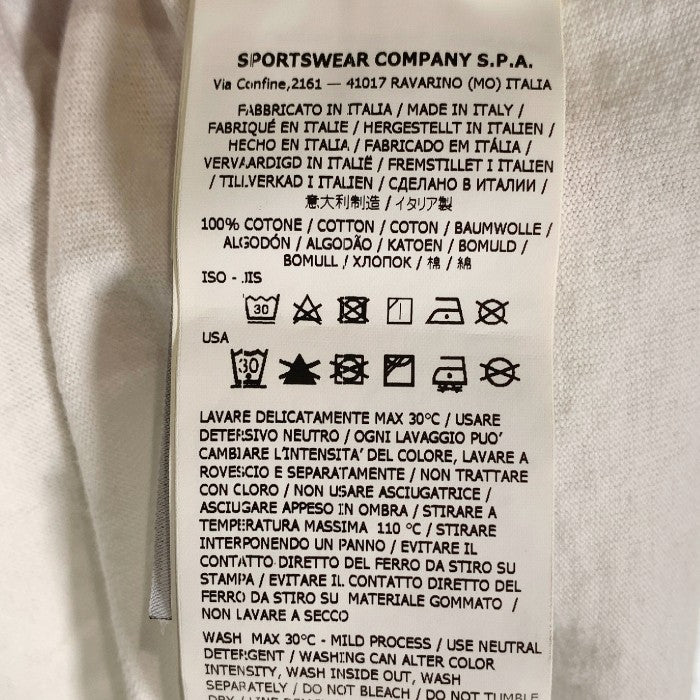 SPORTSWEAR COMPANY S.P.A.
Via Confine,2161 — 41017 RAVARINO (MO) ITALIA
FABBRICATO IN ITALIA / MADE IN ITALY /
FABRIQUÉ EN ITALIE / HERGESTELLT IN ITALIEN /
HECHO EN ITALIA / FABRICADO EM ITÁLIA /
VERVAARDIGD IN ITALIË / FREMSTILLET I ITALIEN
/ TILLVERKAD I ITALIEN / СДЕЛАНО В ИТАЛИИ /
意大利制造 / イタリア製
100% COTONE / COTTON / COTON / BAUMWOLLE /
ALGODÓN / ALGODÃO / KATOEN / BOMULD /
BOMULL / ХЛОПОК / 棉 / 綿
ISO - JIS
30
USA
30
LAVARE DELICATAMENTE MAX 30°C / USARE
DETERSIVO NEUTRO / OGNI LAVAGGIO PUO'
CAMBIARE L'INTENSITA' DEL COLORE, LAVARE A
ROVESCIO E SEPARATAMENTE / NON TRATTARE
CON CLORO / NON USARE ASCIUGATRICE /
ASCIUGARE APPESO IN OMBRA / STIRARE A
TEMPERATURA MASSIMA 110 °C / STIRARE
INTERPONENDO UN PANNO / EVITARE IL
CONTATTO DIRETTO DEL FERRO DA STIRO SU
STAMPA / EVITARE IL CONTATTO DIRETTO DEL
FERRO DA STIRO SU MATERIALE GOMMATO /
NON LAVARE A SECCO
WASH MAX 30°C - MILD PROCESS / USE NEUTRAL
DETERGENT / WASHING CAN ALTER COLOR
INTENSITY, WASH INSIDE OUT, WASH
SEPARATELY / DO NOT BLEACH / DO NOT TUMBLE